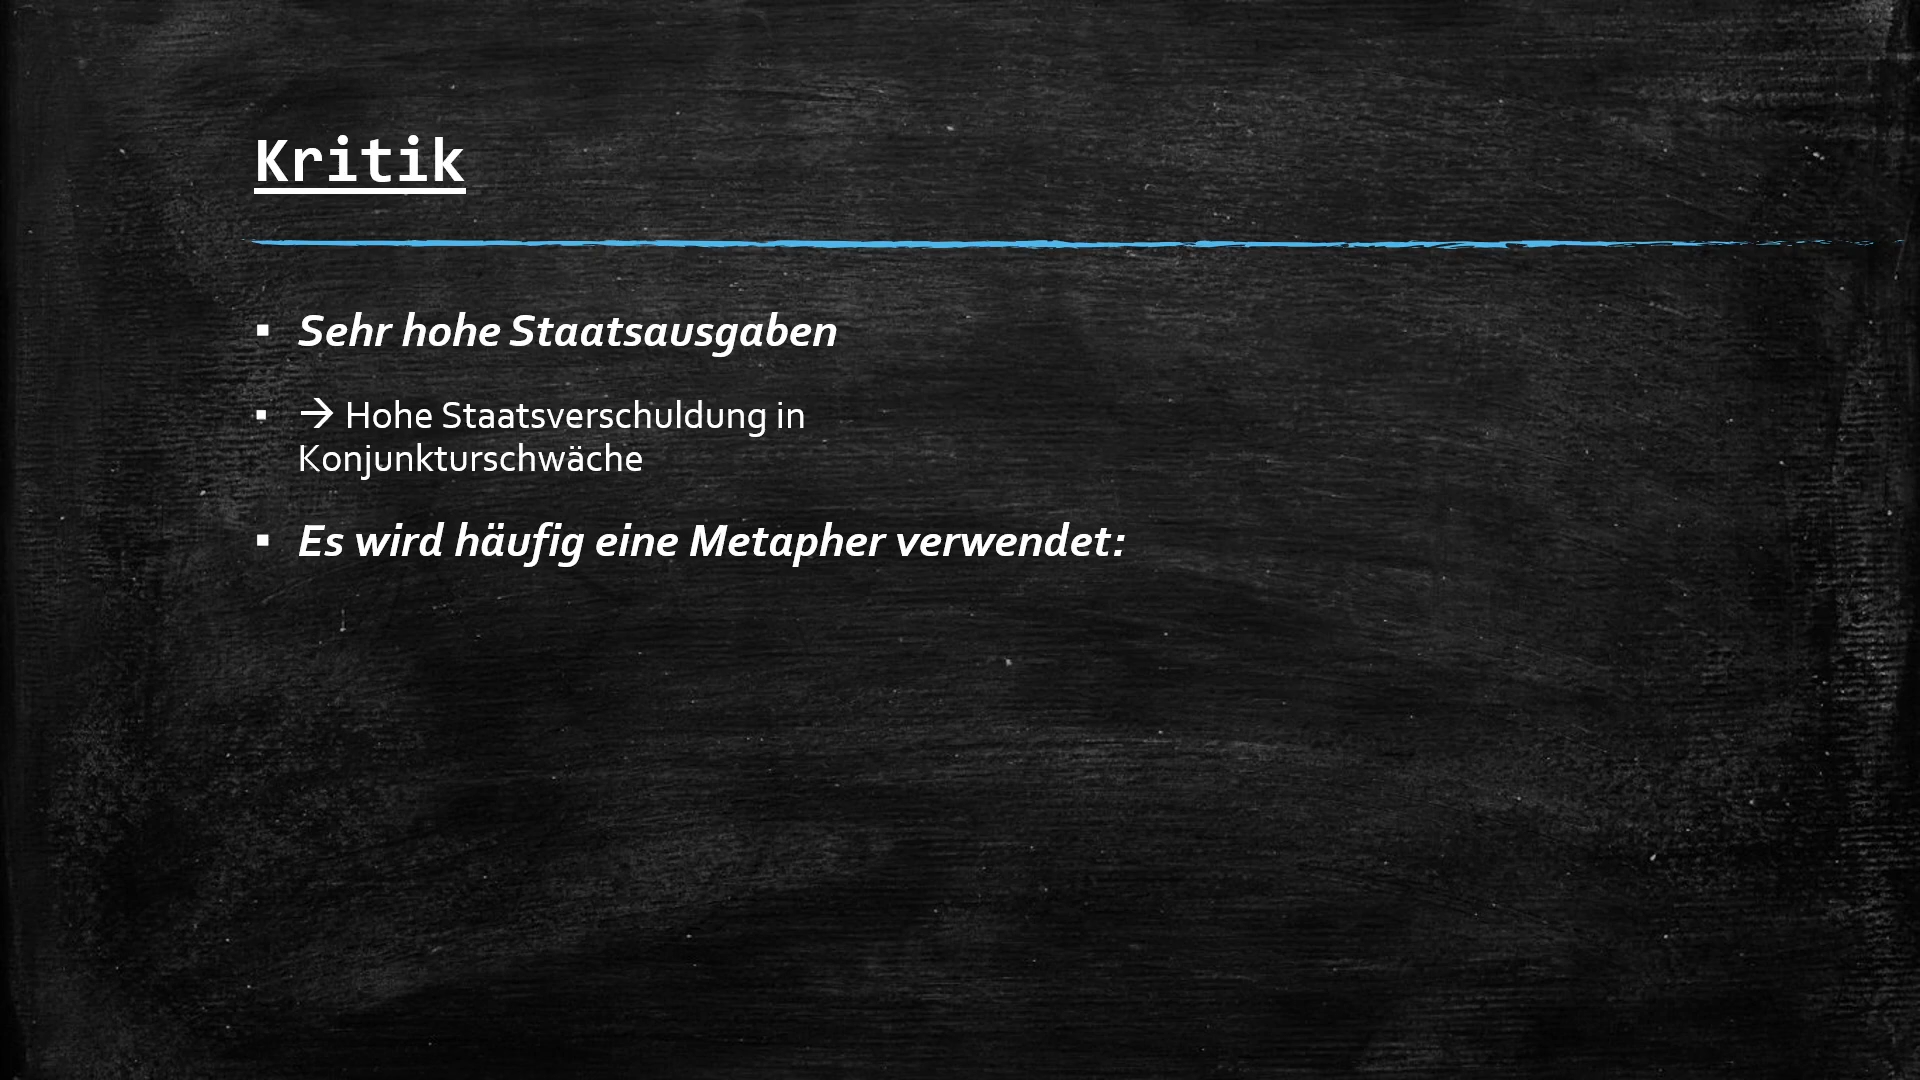 Kritik
▪ Sehr hohe Staatsausgaben
▪ → Hohe Staatsverschuldung in
Konjunkturschwäche
▪ Es wird häufig eine Metapher verwendet: